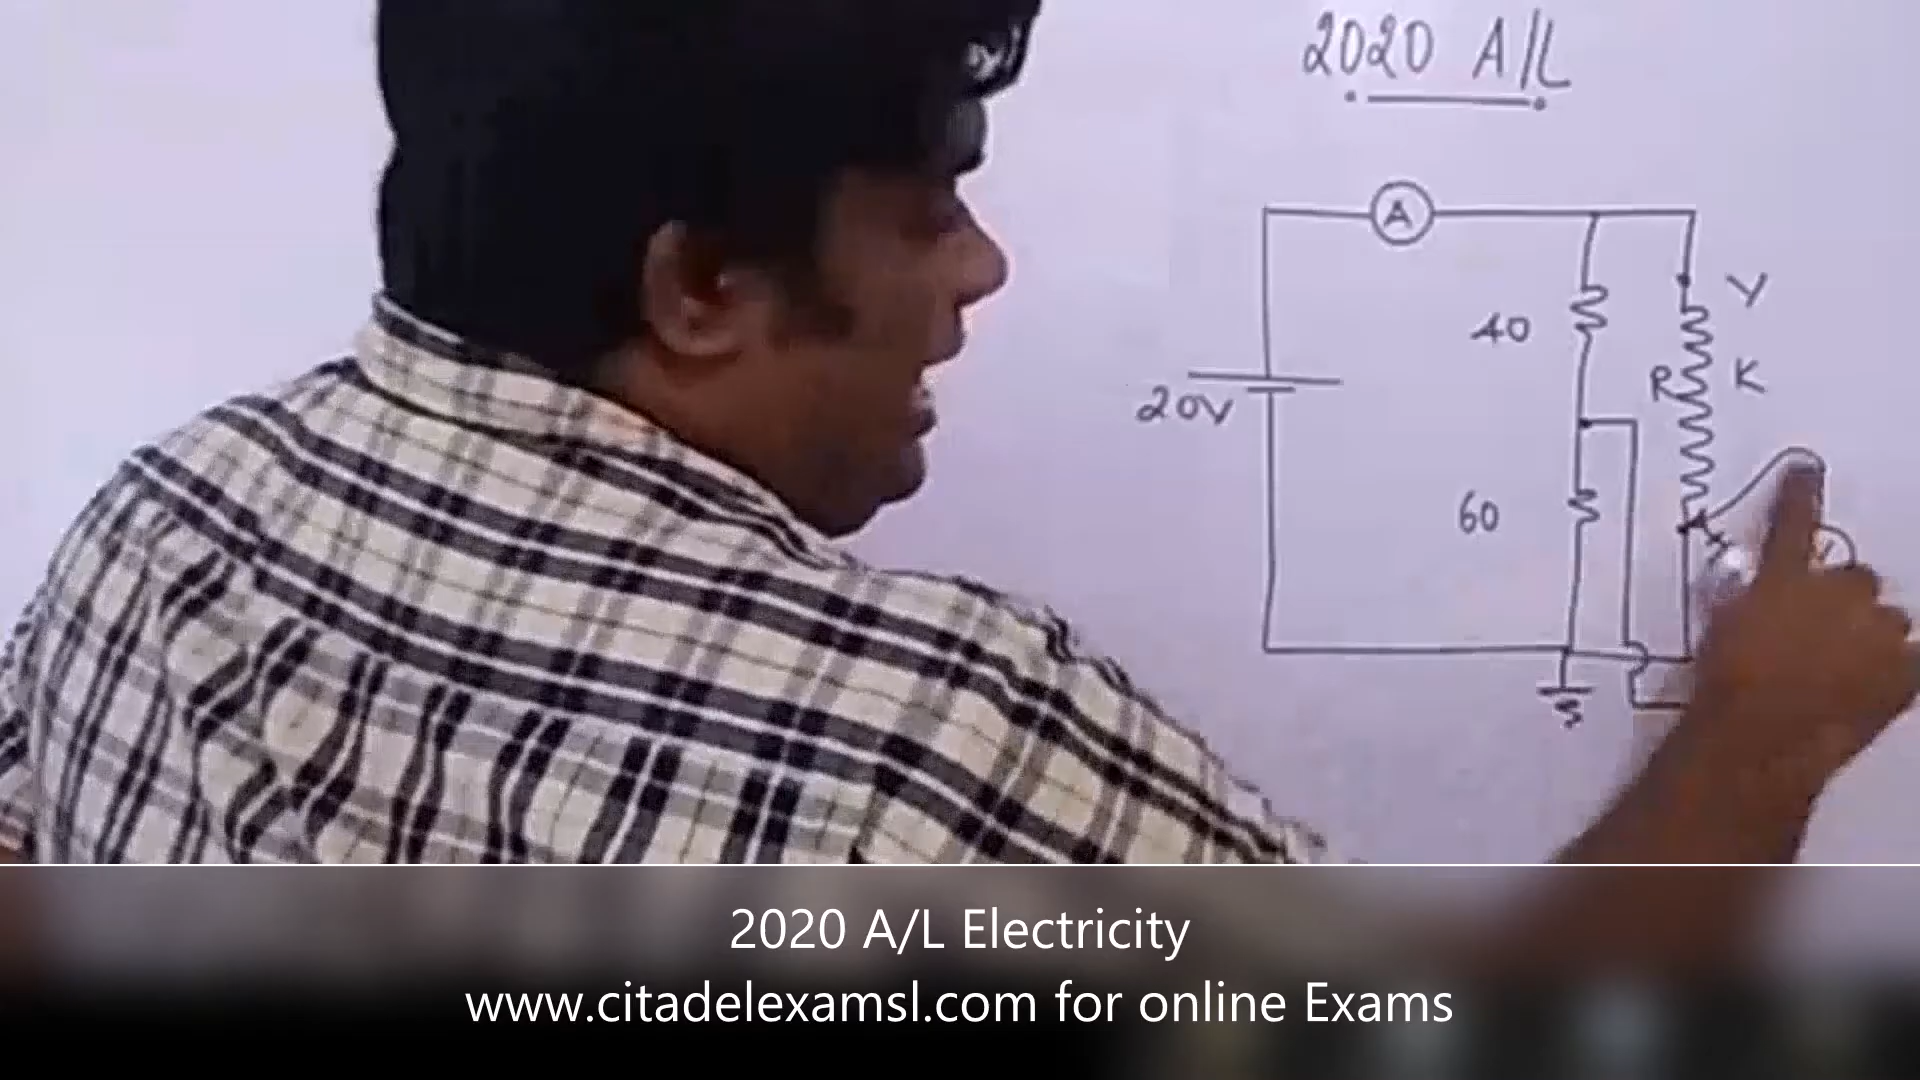 2020 A/L
A
Y
40
R
K
20V
60
X
V
2020 A/L Electricity
www.citadelexamsl.com for online Exams